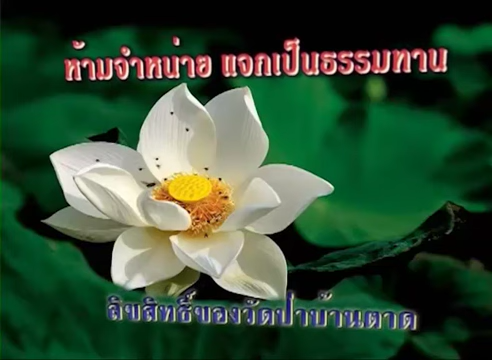 ห้ามจำหน่าย แจกเป็นธรรมทาน
ลิขสิทธิ์ของวัดป่าบ้านตาด